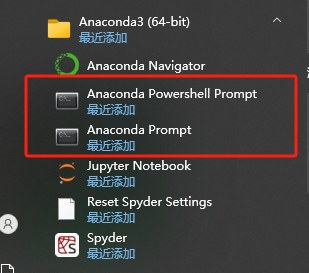 Anaconda3 (64-bit)
最近添加
Anaconda Navigator
Anaconda Powershell Prompt
最近添加
Anaconda Prompt
最近添加
Jupyter Notebook
最近添加
Reset Spyder Settings
最近添加
Spyder
最近添加